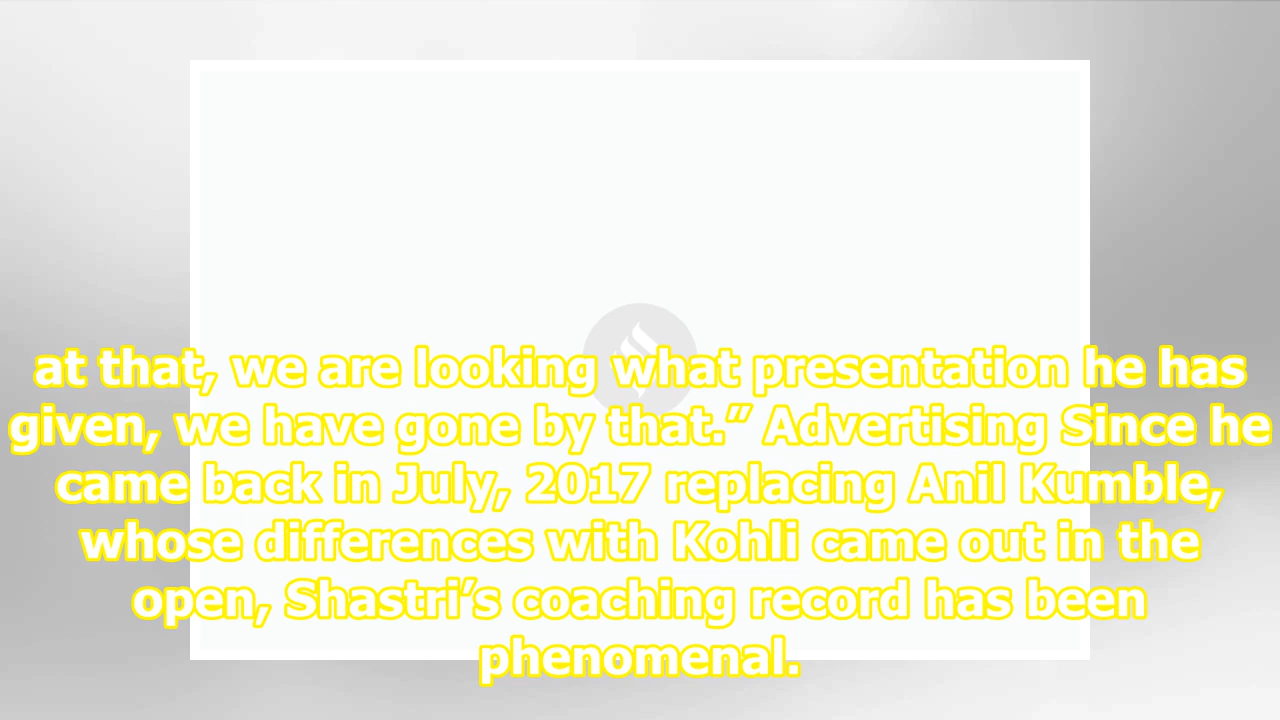 at that, we are looking what presentation he has
given, we have gone by that.” Advertising Since he
came back in July, 2017 replacing Anil Kumble,
whose differences with Kohli came out in the
open, Shastri’s coaching record has been
phenomenal.